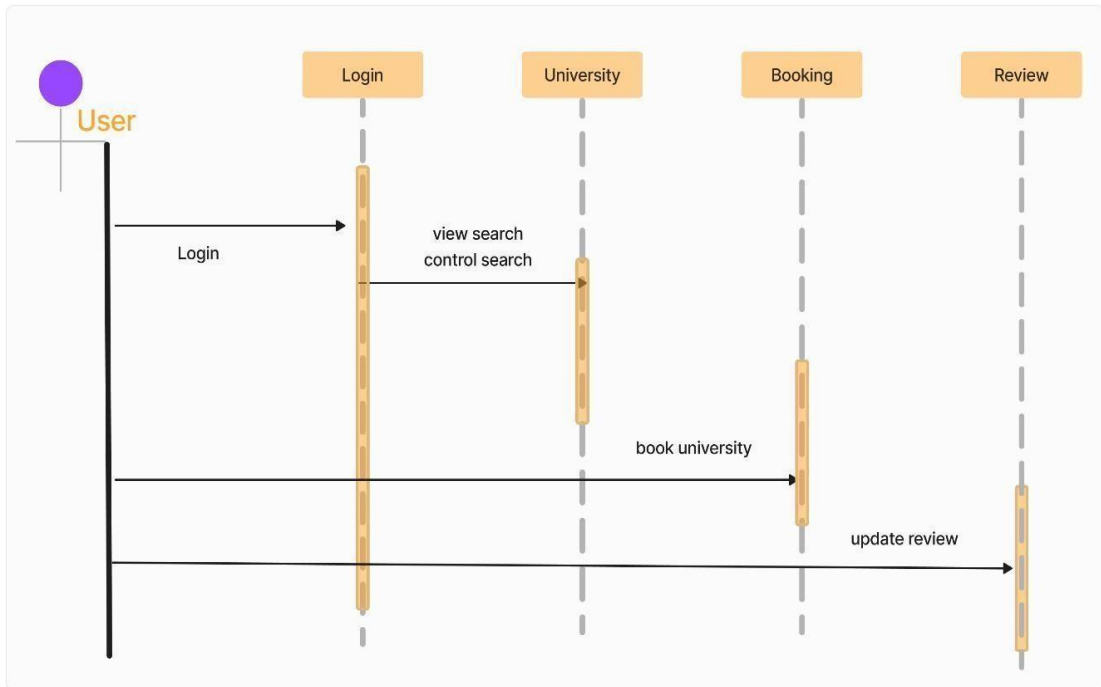 Login
University
Booking
Review
User
Login
view search
control search
book university
update review